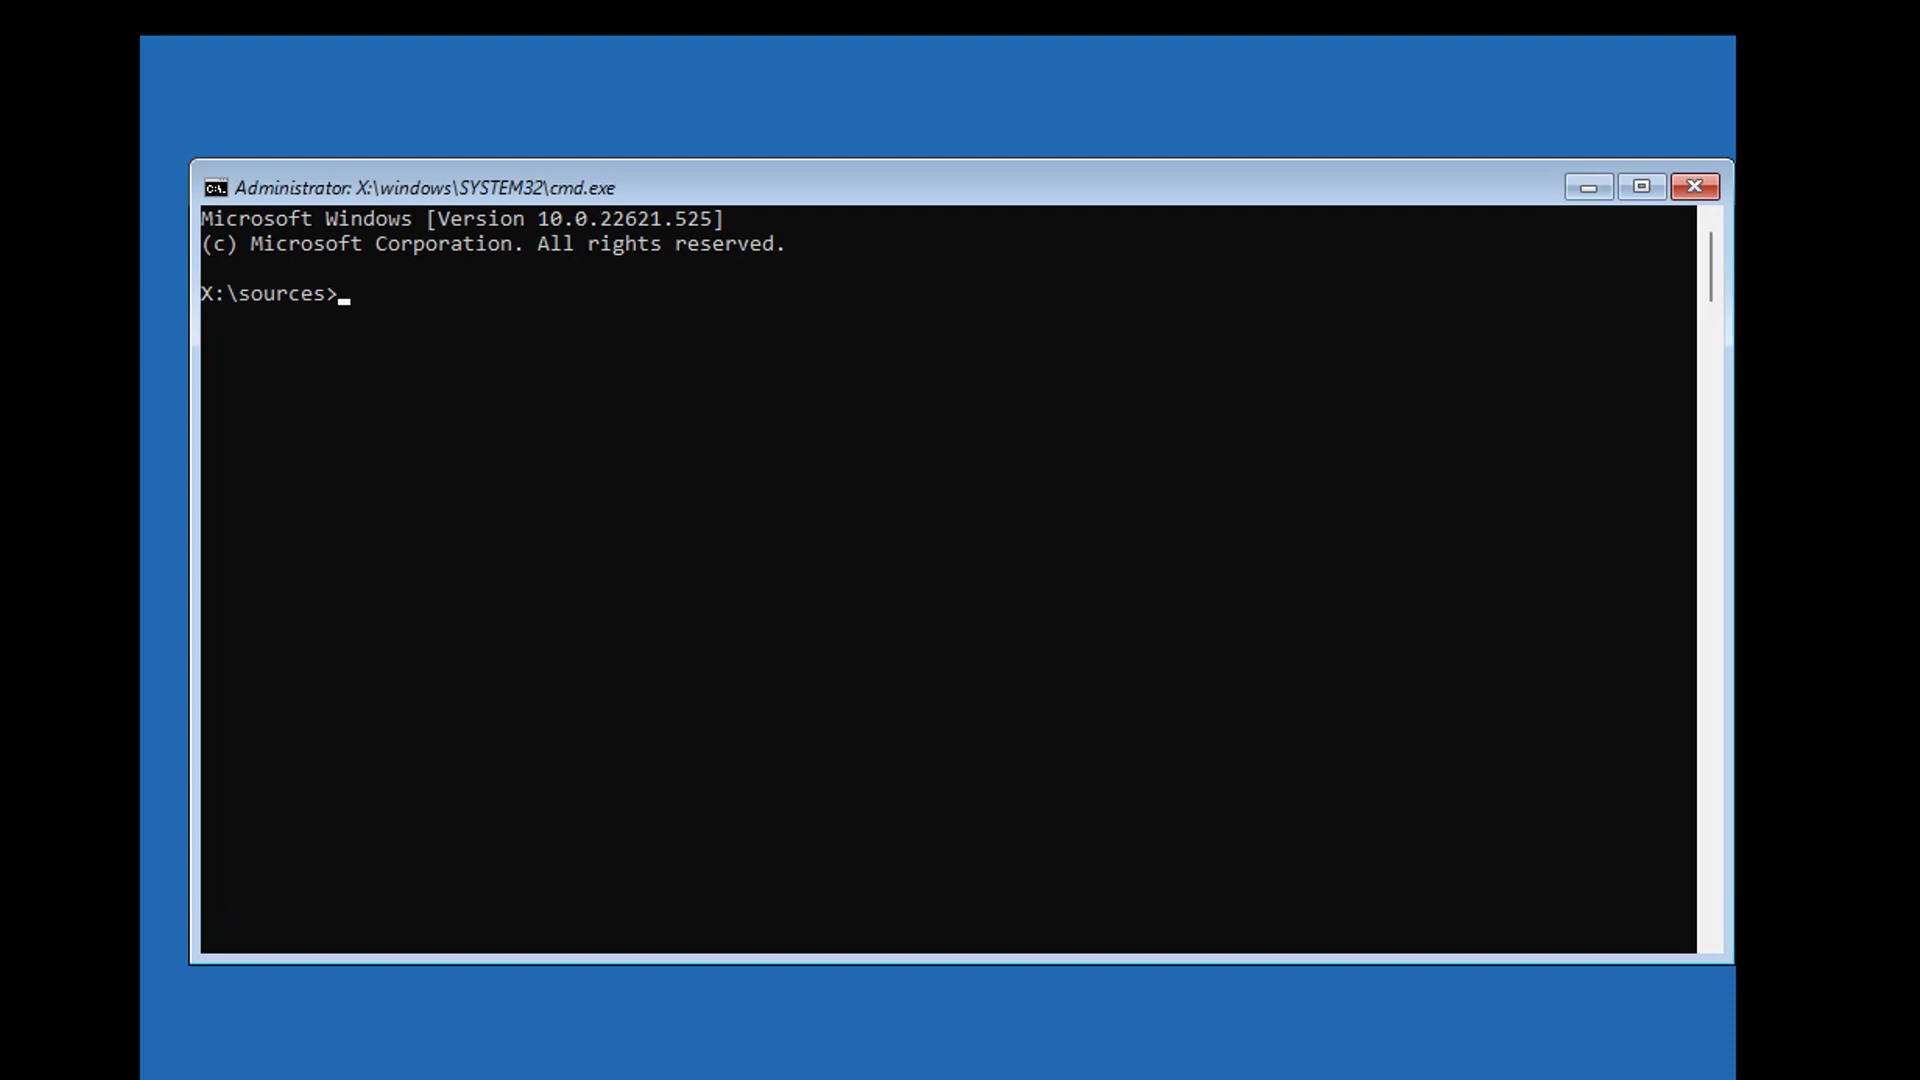 Administrator: X:\windows\SYSTEM32\cmd.exe
Microsoft Windows [Version 10.0.22621.525]
(c) Microsoft Corporation. All rights reserved.
X:\sources>